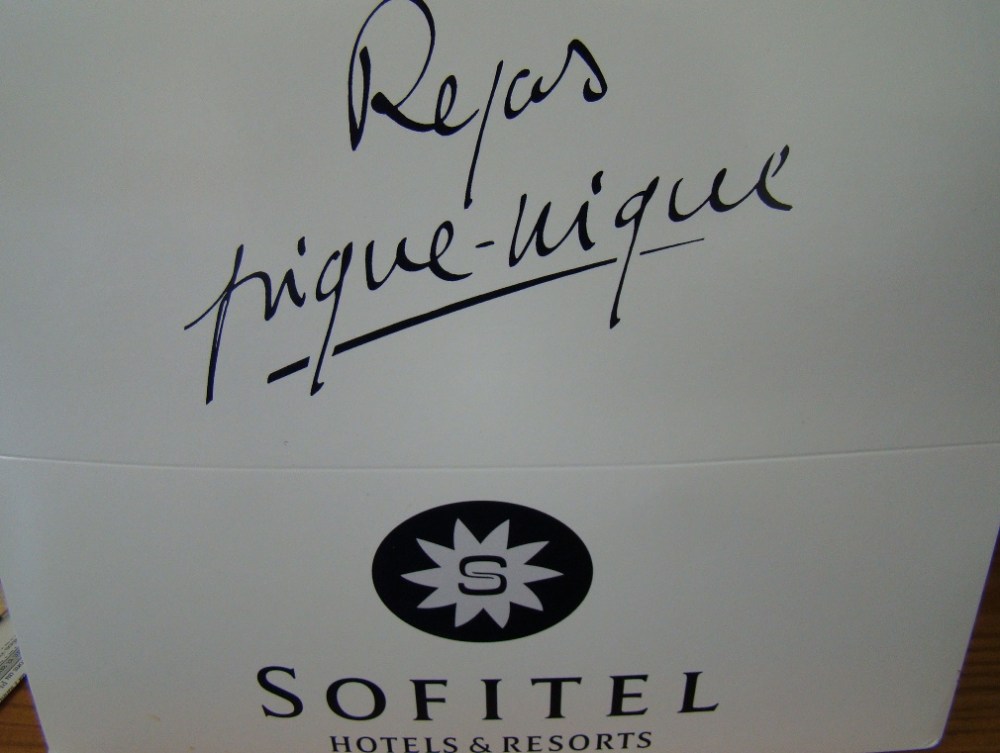 Repas
pique-nique
S
SOFITEL
HOTELS & RESORTS